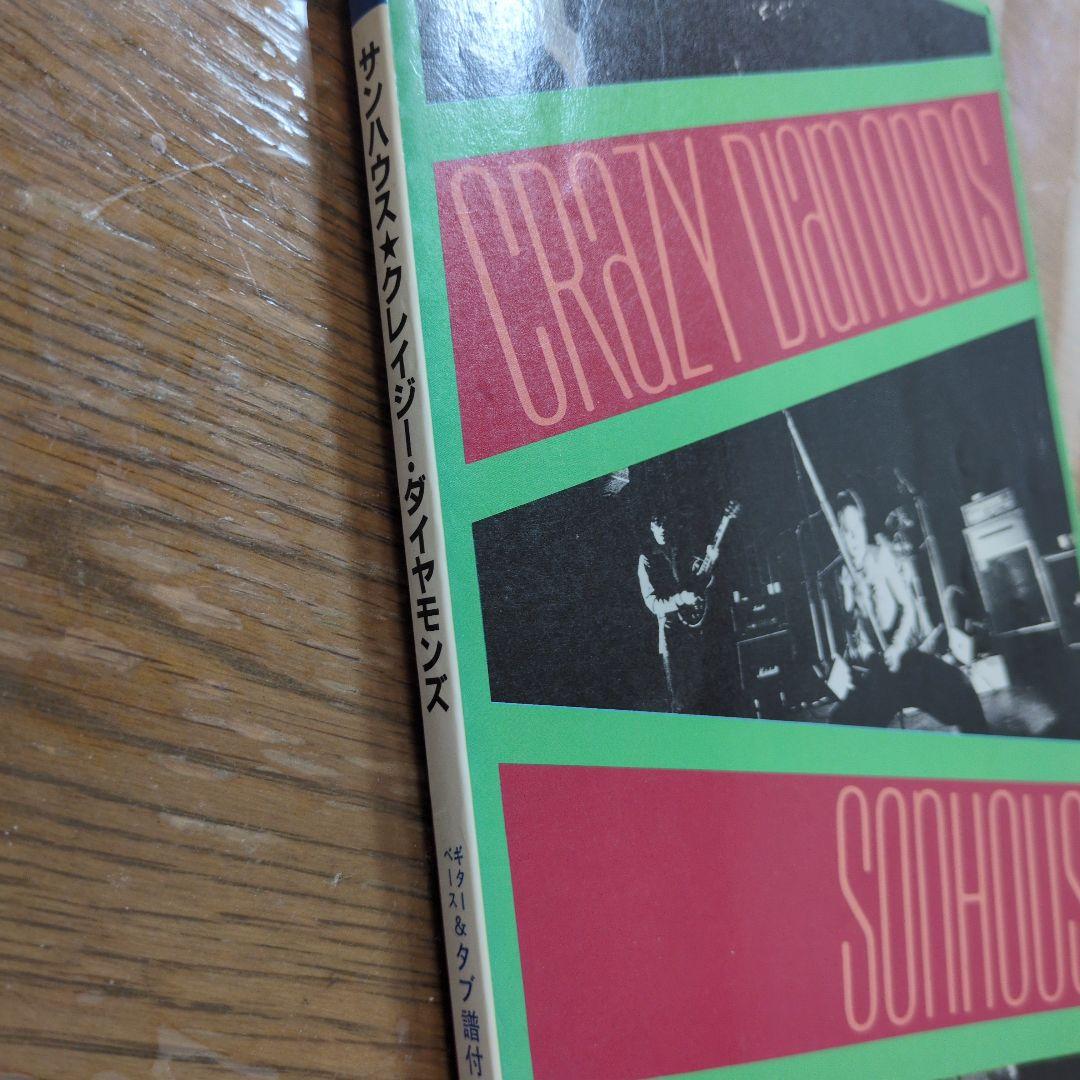 サンハウス★クレイジー・ダイヤモンズ
ギター
ベース
&タブ譜付
CRAZY DIAMONDS
SONHOUS
Marshall